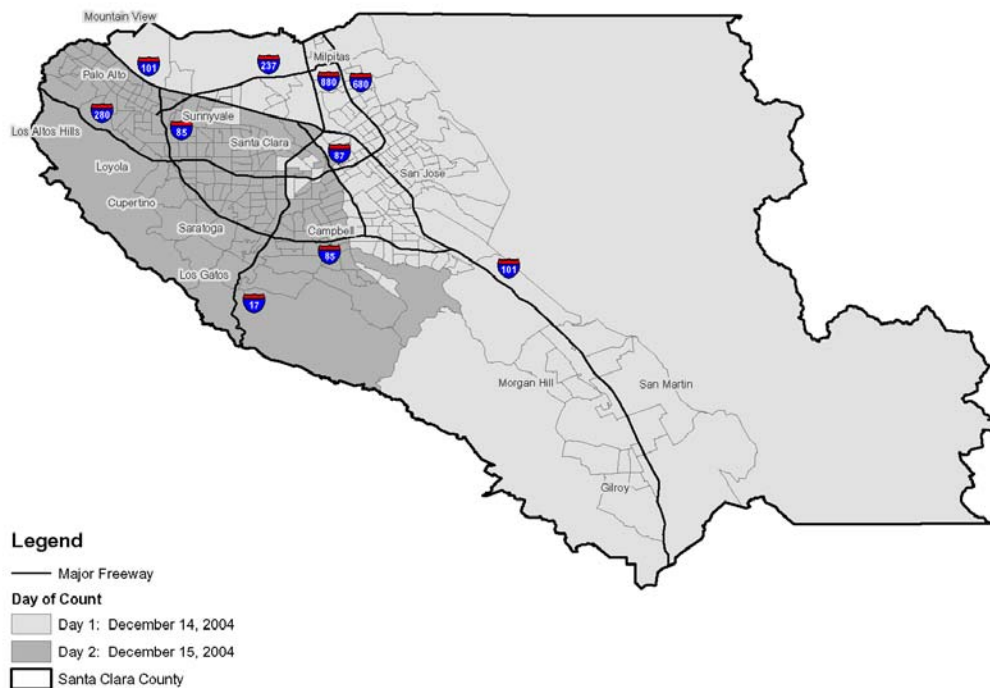 Mountain View
Milpitas
101
237
Palo Alto
880
680
280
Sunnyvale
85
Los Altos Hills
Santa Clara
87
Loyola
San Jose
Cupertino
Saratoga
Campbell
85
Los Gatos
101
17
Morgan Hill
San Martin
Gilroy
Legend
Major Freeway
Day of Count
Day 1: December 14, 2004
Day 2: December 15, 2004
Santa Clara County